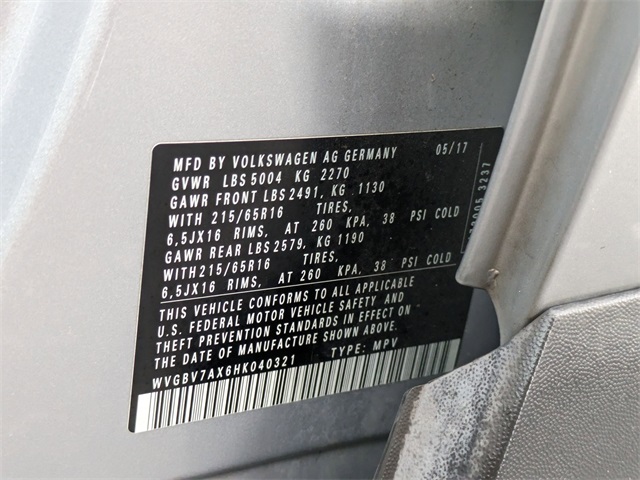 MFD BY VOLKSWAGEN AG GERMANY 05/17
GVWR LBS 5004 KG 2270
GAWR FRONT LBS 2491, KG 1130
WITH 215/65R16 TIRES,
6,5JX16 RIMS, AT 260 KPA, 38 PSI COLD
GAWR REAR LBS 2579, KG 1190
WITH 215/65R16 TIRES,
6,5JX16 RIMS, AT 260 KPA, 38 PSI COLD
THIS VEHICLE CONFORMS TO ALL APPLICABLE
U.S. FEDERAL MOTOR VEHICLE SAFETY AND
THEFT PREVENTION STANDARDS IN EFFECT ON
DATE OF MANUFACTURE SHOWN ABOVE.
WVGBV7AX6HK040321 TYPE: MPV
3237